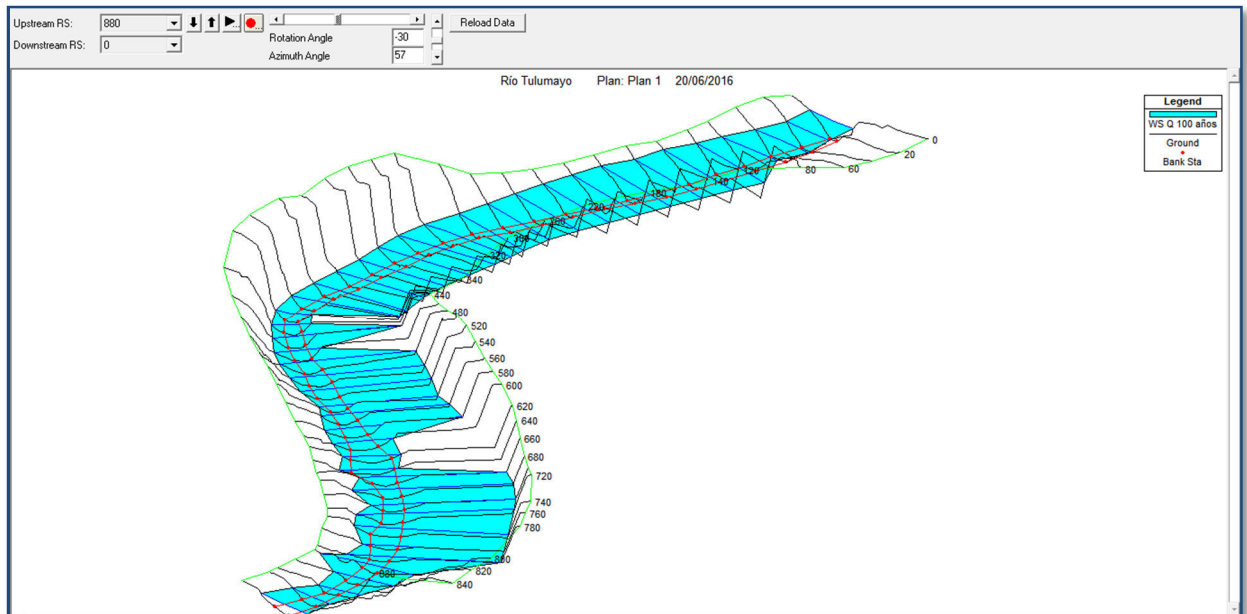 Upstream RS: 880
Downstream RS: 0
Rotation Angle -30
Azimuth Angle 57
Reload Data
Río Tulumayo Plan: Plan 1 20/06/2016
Legend
WS Q 100 años
Ground
Bank Sta
0
20
60
80
120
140
180
220
260
320
440
480
520
540
560
580
600
620
640
660
680
720
740
760
780
820
840